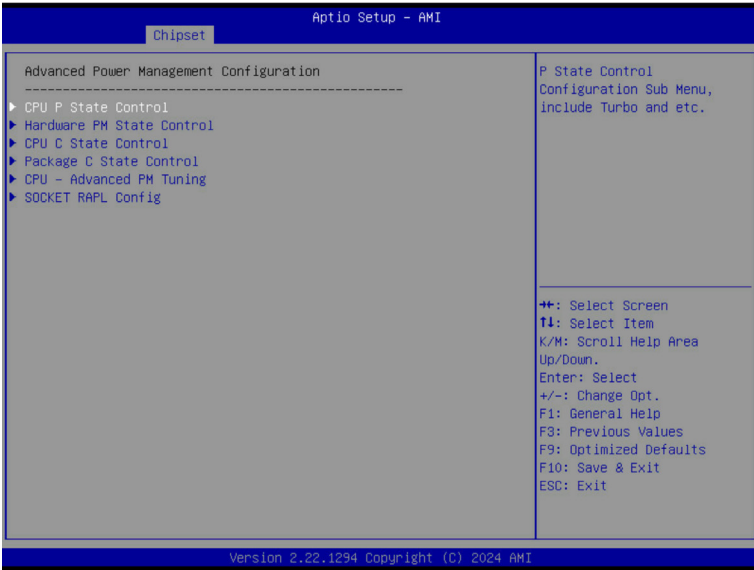 Aptio Setup – AMI
Chipset
Advanced Power Management Configuration
--------------------------------------------------
▶ CPU P State Control
▶ Hardware PM State Control
▶ CPU C State Control
▶ Package C State Control
▶ CPU – Advanced PM Tuning
▶ SOCKET RAPL Config
P State Control
Configuration Sub Menu,
include Turbo and etc.
→←: Select Screen
↑↓: Select Item
K/M: Scroll Help Area
Up/Down.
Enter: Select
+/-: Change Opt.
F1: General Help
F3: Previous Values
F9: Optimized Defaults
F10: Save & Exit
ESC: Exit
Version 2.22.1294 Copyright (C) 2024 AMI